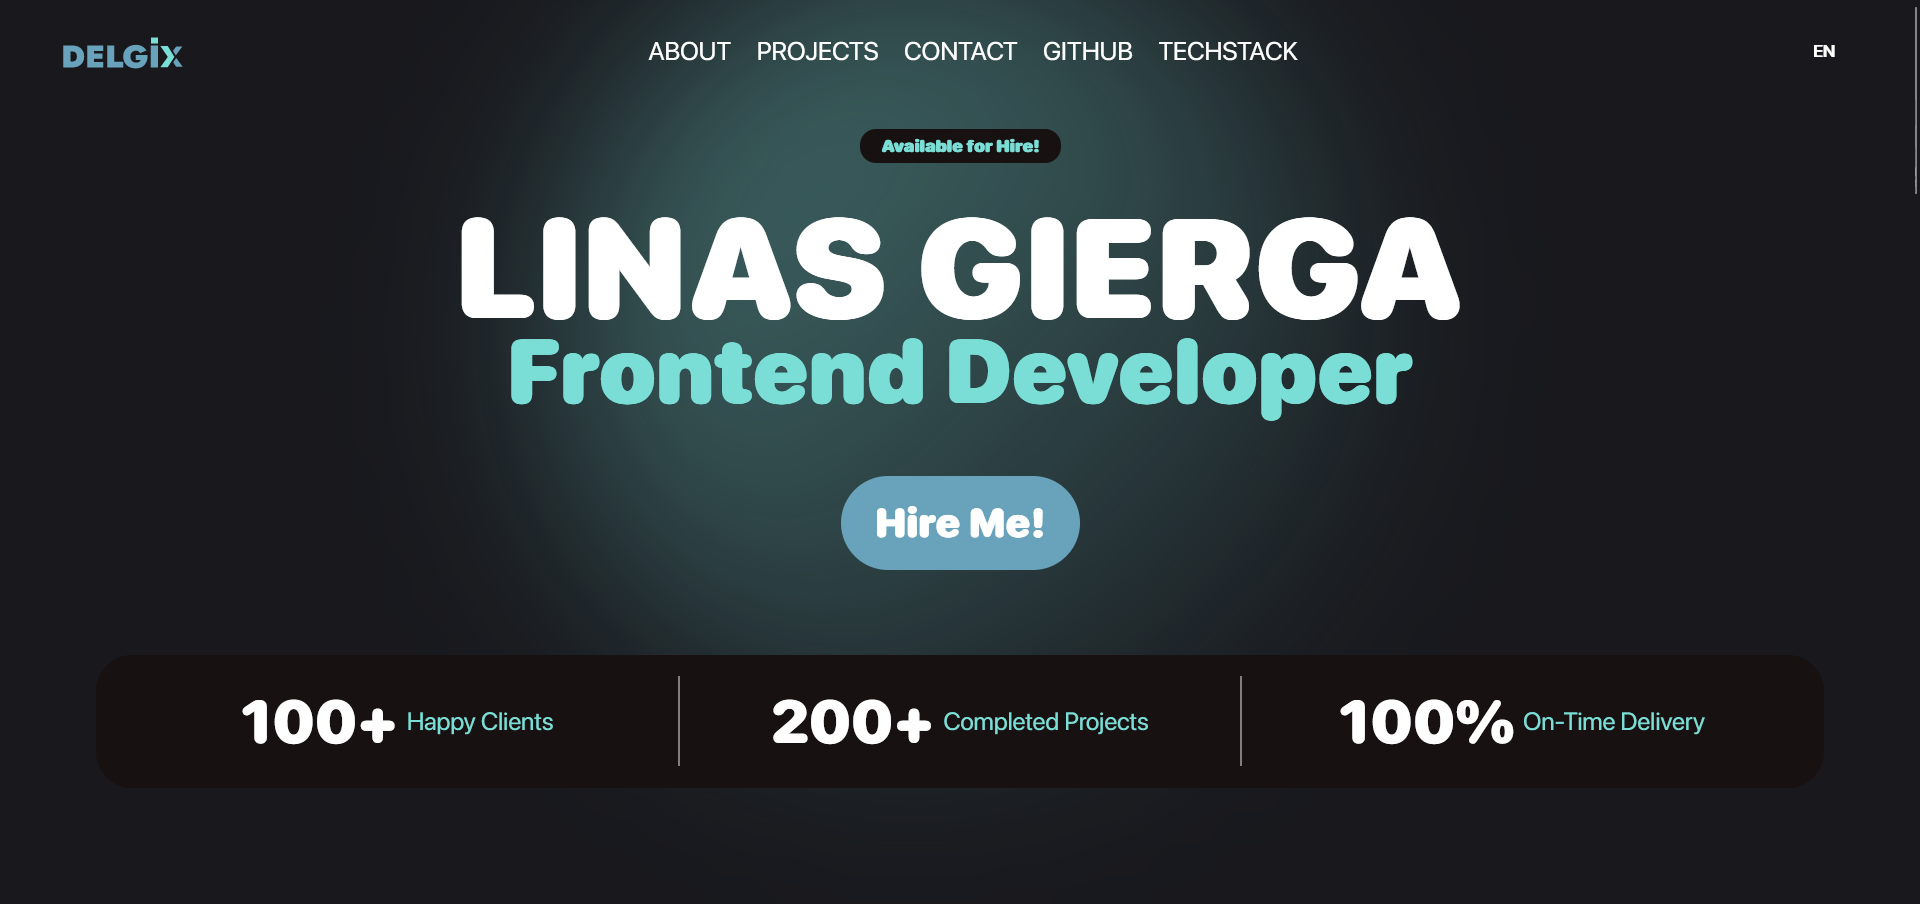 DELGiX
ABOUT PROJECTS CONTACT GITHUB TECHSTACK
EN
Available for Hire!
LINAS GIERGA
Frontend Developer
Hire Me!
100+ Happy Clients
200+ Completed Projects
100% On-Time Delivery